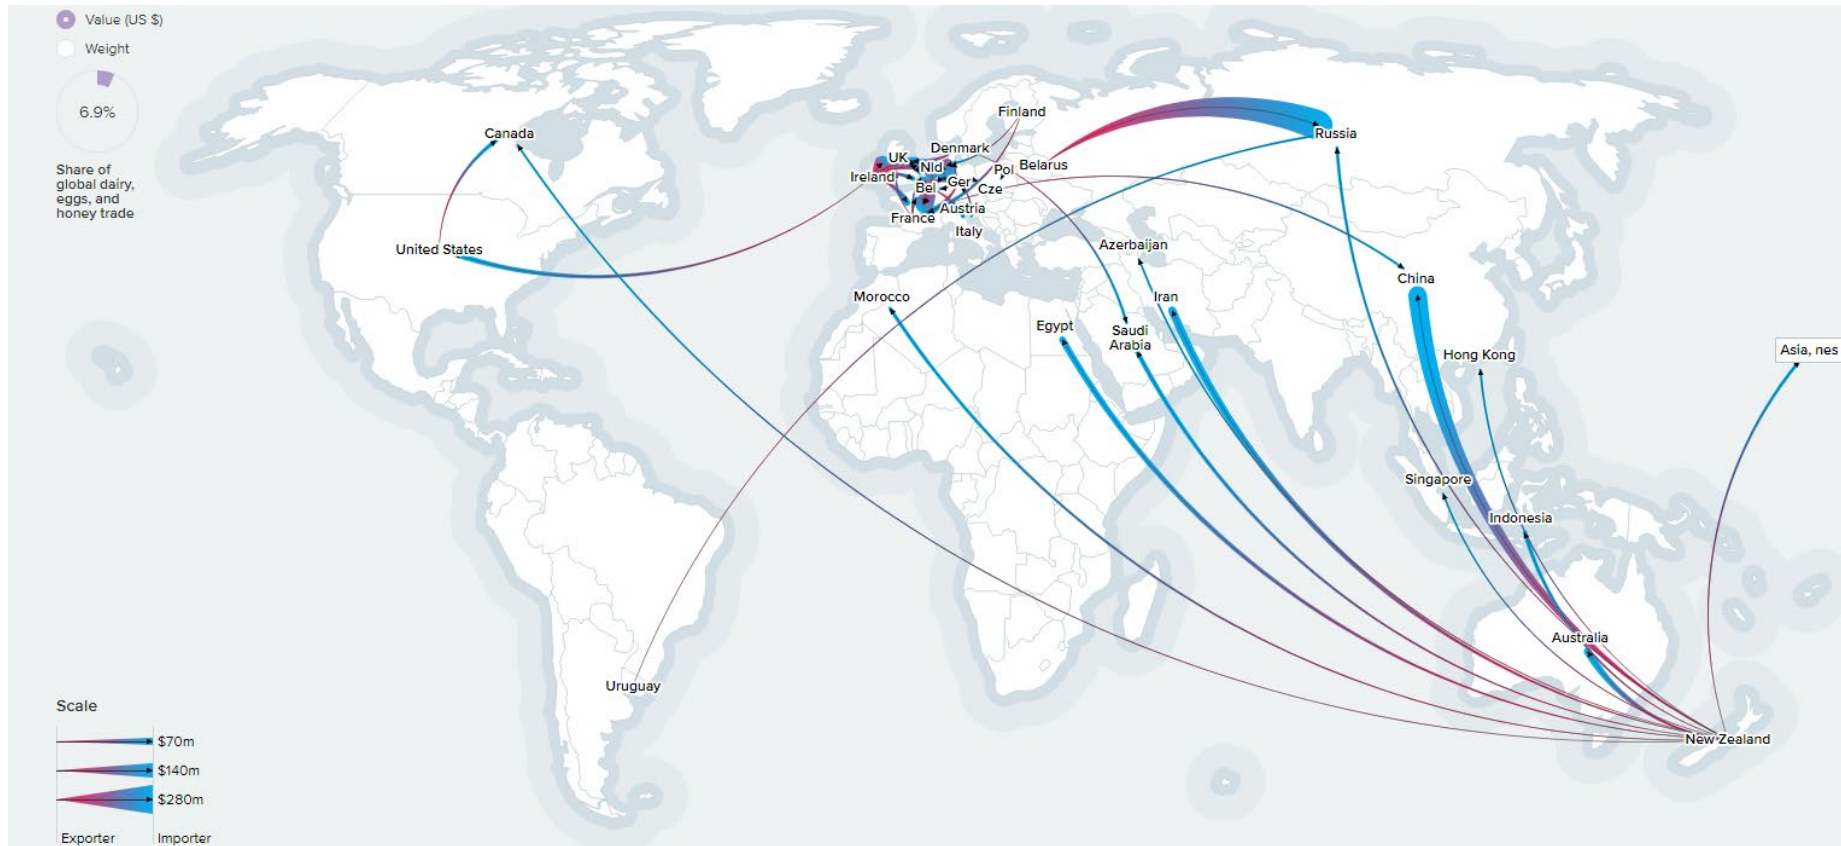 Value (US $)
Weight
6.9%
Share of
global dairy,
eggs, and
honey trade
Canada
United States
Finland
Denmark
UK
Nld
Pol
Belarus
Ireland
Bel
Ger
Cze
France
Austria
Italy
Russia
Azerbaijan
China
Morocco
Iran
Egypt
Saudi
Arabia
Hong Kong
Asia, nes
Singapore
Indonesia
Australia
Uruguay
New Zealand
Scale
$70m
$140m
$280m
Exporter
Importer